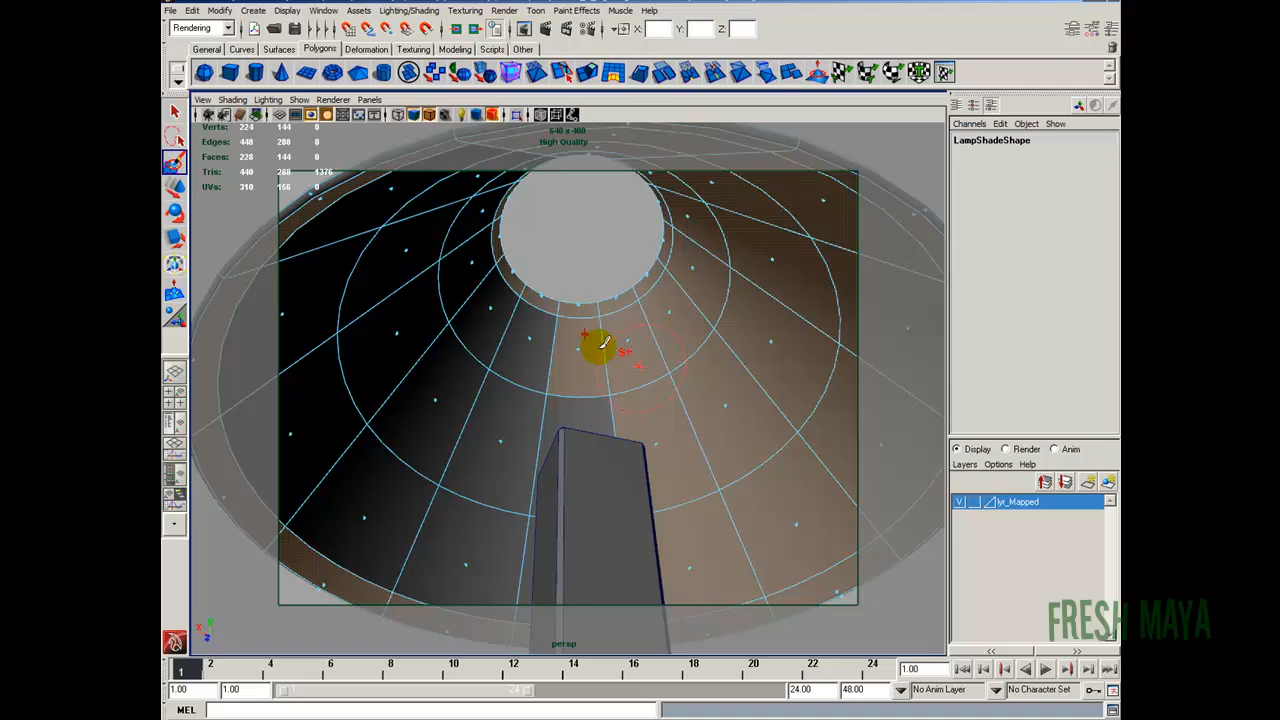 File Edit Modify Create Display Window Assets Lighting/Shading Texturing Render Toon Paint Effects Muscle Help
Rendering X: Y: Z:
General Curves Surfaces Polygons Deformation Texturing Modeling Scripts Other
View Shading Lighting Show Renderer Panels
Channels Edit Object Show
LampShadeShape
640 x 480
High Quality
Verts: 224 144 0
Edges: 448 288 0
Faces: 228 144 0
Tris: 440 288 1376
UVs: 310 156 0
S+
persp
Display Render Anim
Layers Options Help
V lyr_Mapped
FRESH MAYA
1 2 4 6 8 10 12 14 16 18 20 22 24 1.00
1.00 1.00 24 24.00 48.00 No Anim Layer No Character Set
MEL